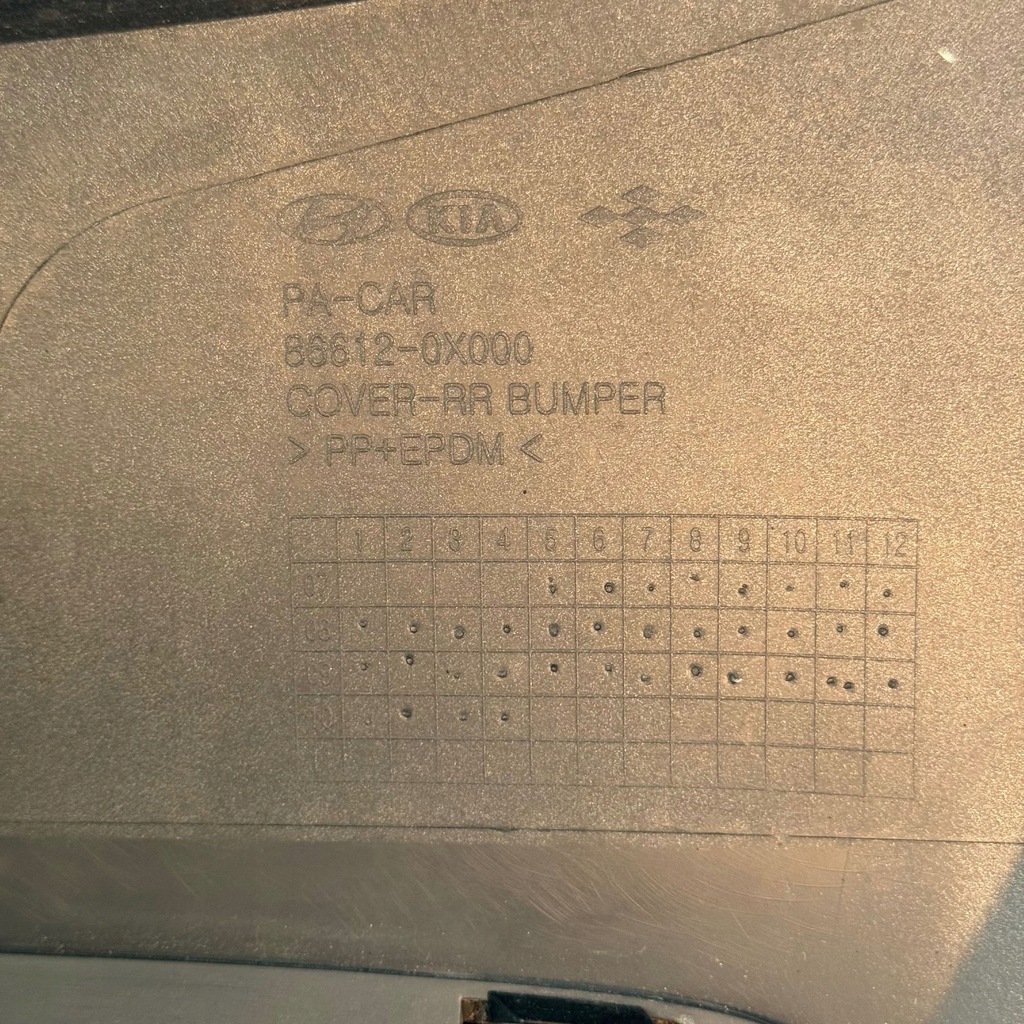 KIA
PA-CAR
86612-0X000
COVER-RR BUMPER
> PP+EPDM <
1 2 3 4 5 6 7 8 9 10 11 12
07
08
09
10